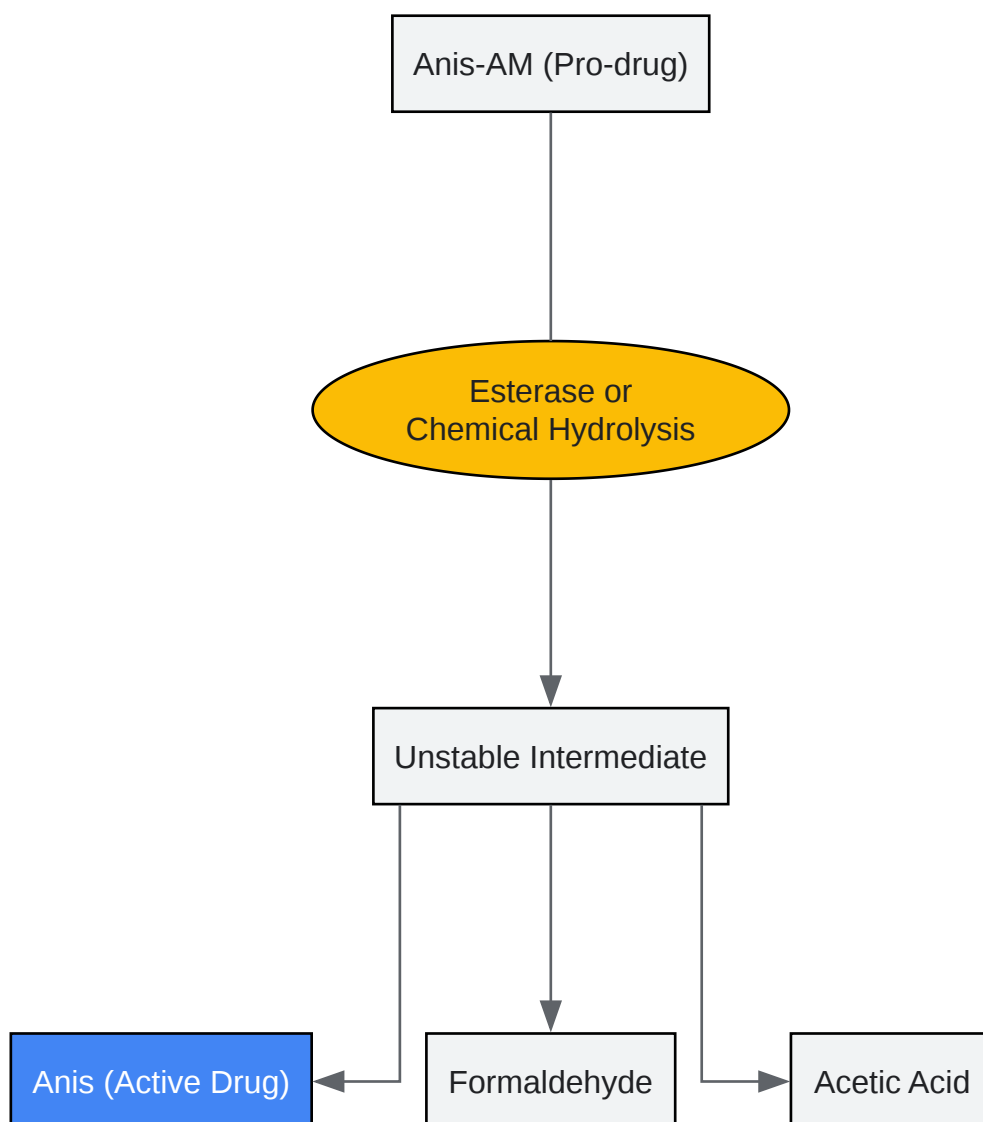 Anis-AM (Pro-drug)
Esterase or
Chemical Hydrolysis
Unstable Intermediate
Anis (Active Drug)
Formaldehyde
Acetic Acid